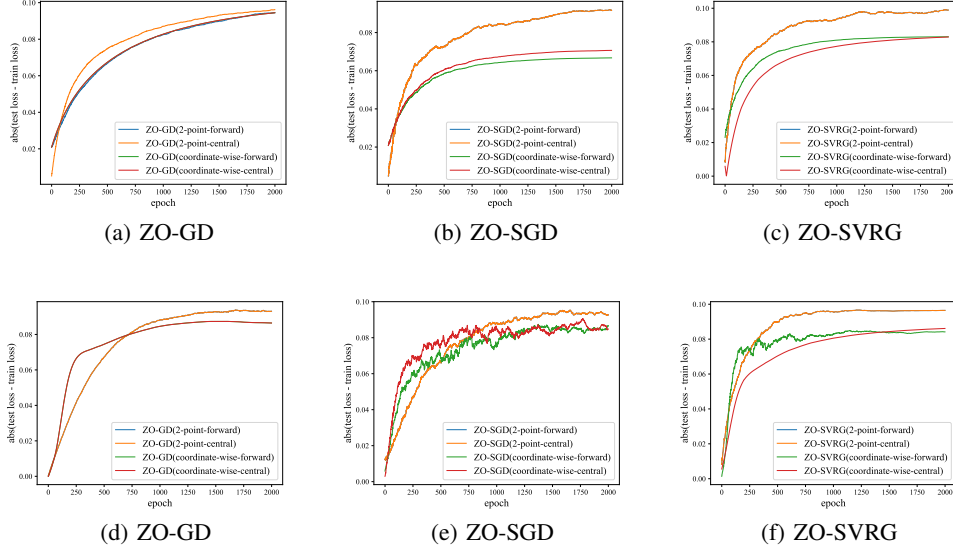 0.10
0.08
0.06
0.04
0.02
abs(test loss - train loss)
ZO-GD(2-point-forward)
ZO-GD(2-point-central)
ZO-GD(coordinate-wise-forward)
ZO-GD(coordinate-wise-central)
0 250 500 750 1000 1250 1500 1750 2000
epoch
(a) ZO-GD
0.10
0.08
0.06
0.04
0.02
abs(test loss - train loss)
ZO-SGD(2-point-forward)
ZO-SGD(2-point-central)
ZO-SGD(coordinate-wise-forward)
ZO-SGD(coordinate-wise-central)
0 250 500 750 1000 1250 1500 1750 2000
epoch
(b) ZO-SGD
0.10
0.08
0.06
0.04
0.02
0.00
abs(test loss - train loss)
ZO-SVRG(2-point-forward)
ZO-SVRG(2-point-central)
ZO-SVRG(coordinate-wise-forward)
ZO-SVRG(coordinate-wise-central)
0 250 500 750 1000 1250 1500 1750 2000
epoch
(c) ZO-SVRG
0.08
0.06
0.04
0.02
0.00
abs(test loss - train loss)
ZO-GD(2-point-forward)
ZO-GD(2-point-central)
ZO-GD(coordinate-wise-forward)
ZO-GD(coordinate-wise-central)
0 250 500 750 1000 1250 1500 1750 2000
epoch
(d) ZO-GD
0.10
0.08
0.06
0.04
0.02
0.00
abs(test loss - train loss)
ZO-SGD(2-point-forward)
ZO-SGD(2-point-central)
ZO-SGD(coordinate-wise-forward)
ZO-SGD(coordinate-wise-central)
0 250 500 750 1000 1250 1500 1750 2000
epoch
(e) ZO-SGD
0.10
0.08
0.06
0.04
0.02
0.00
abs(test loss - train loss)
ZO-SVRG(2-point-forward)
ZO-SVRG(2-point-central)
ZO-SVRG(coordinate-wise-forward)
ZO-SVRG(coordinate-wise-central)
0 250 500 750 1000 1250 1500 1750 2000
epoch
(f) ZO-SVRG